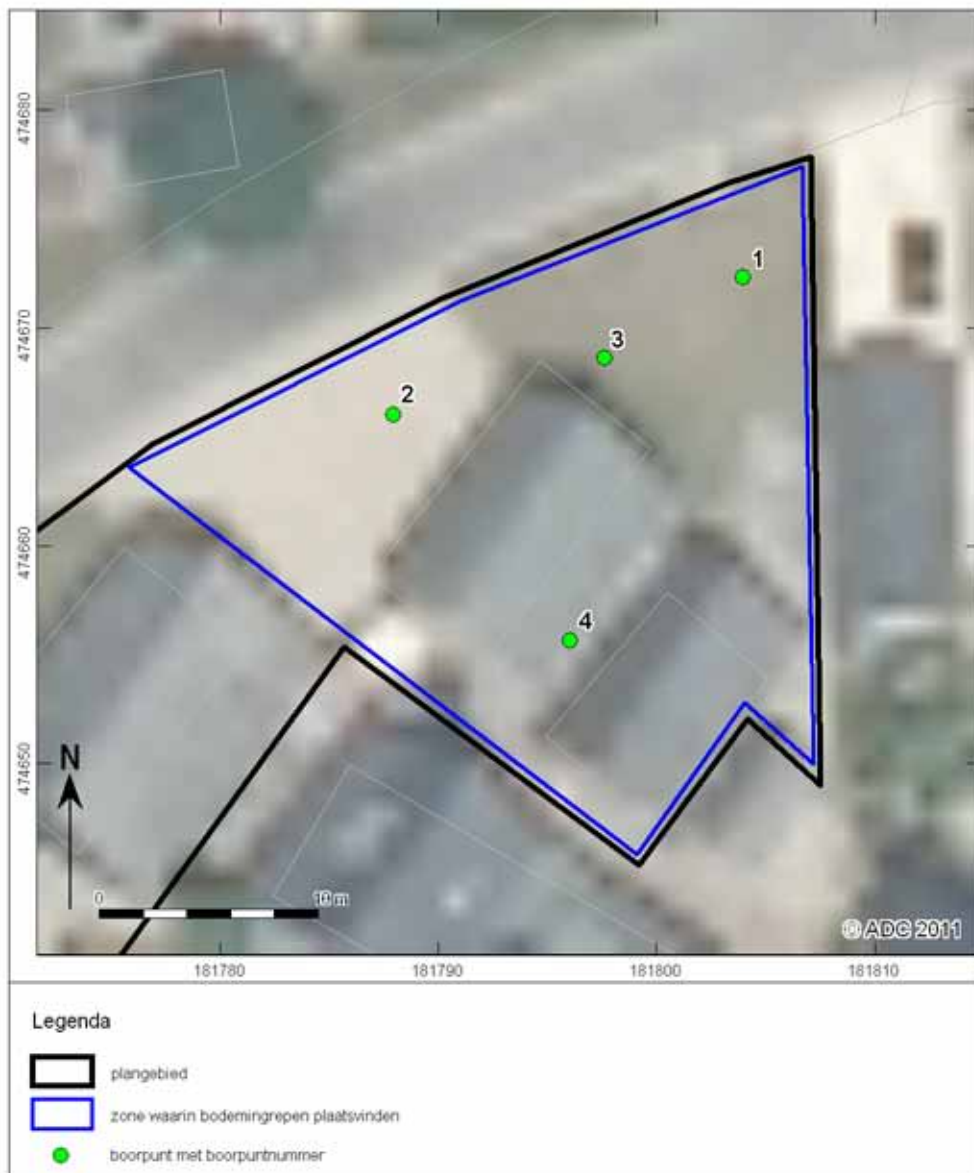 474680
1
474670
3
2
474660
4
474650
N
0
10 m
© ADC 2011
181780
181790
181800
181810
Legenda
plangebied
zone waarin bodemingrepen plaatsvinden
boorpunt met boorpuntnummer